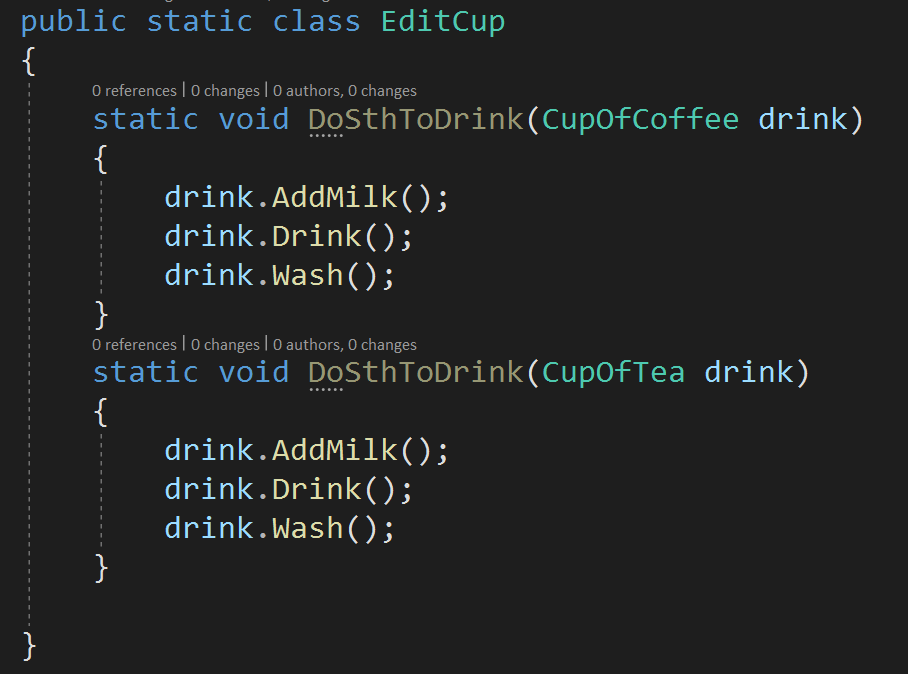 public static class EditCup
{
0 references | 0 changes | 0 authors, 0 changes
static void DoSthToDrink(CupOfCoffee drink)
{
drink.AddMilk();
drink.Drink();
drink.Wash();
}
0 references | 0 changes | 0 authors, 0 changes
static void DoSthToDrink(CupOfTea drink)
{
drink.AddMilk();
drink.Drink();
drink.Wash();
}
}